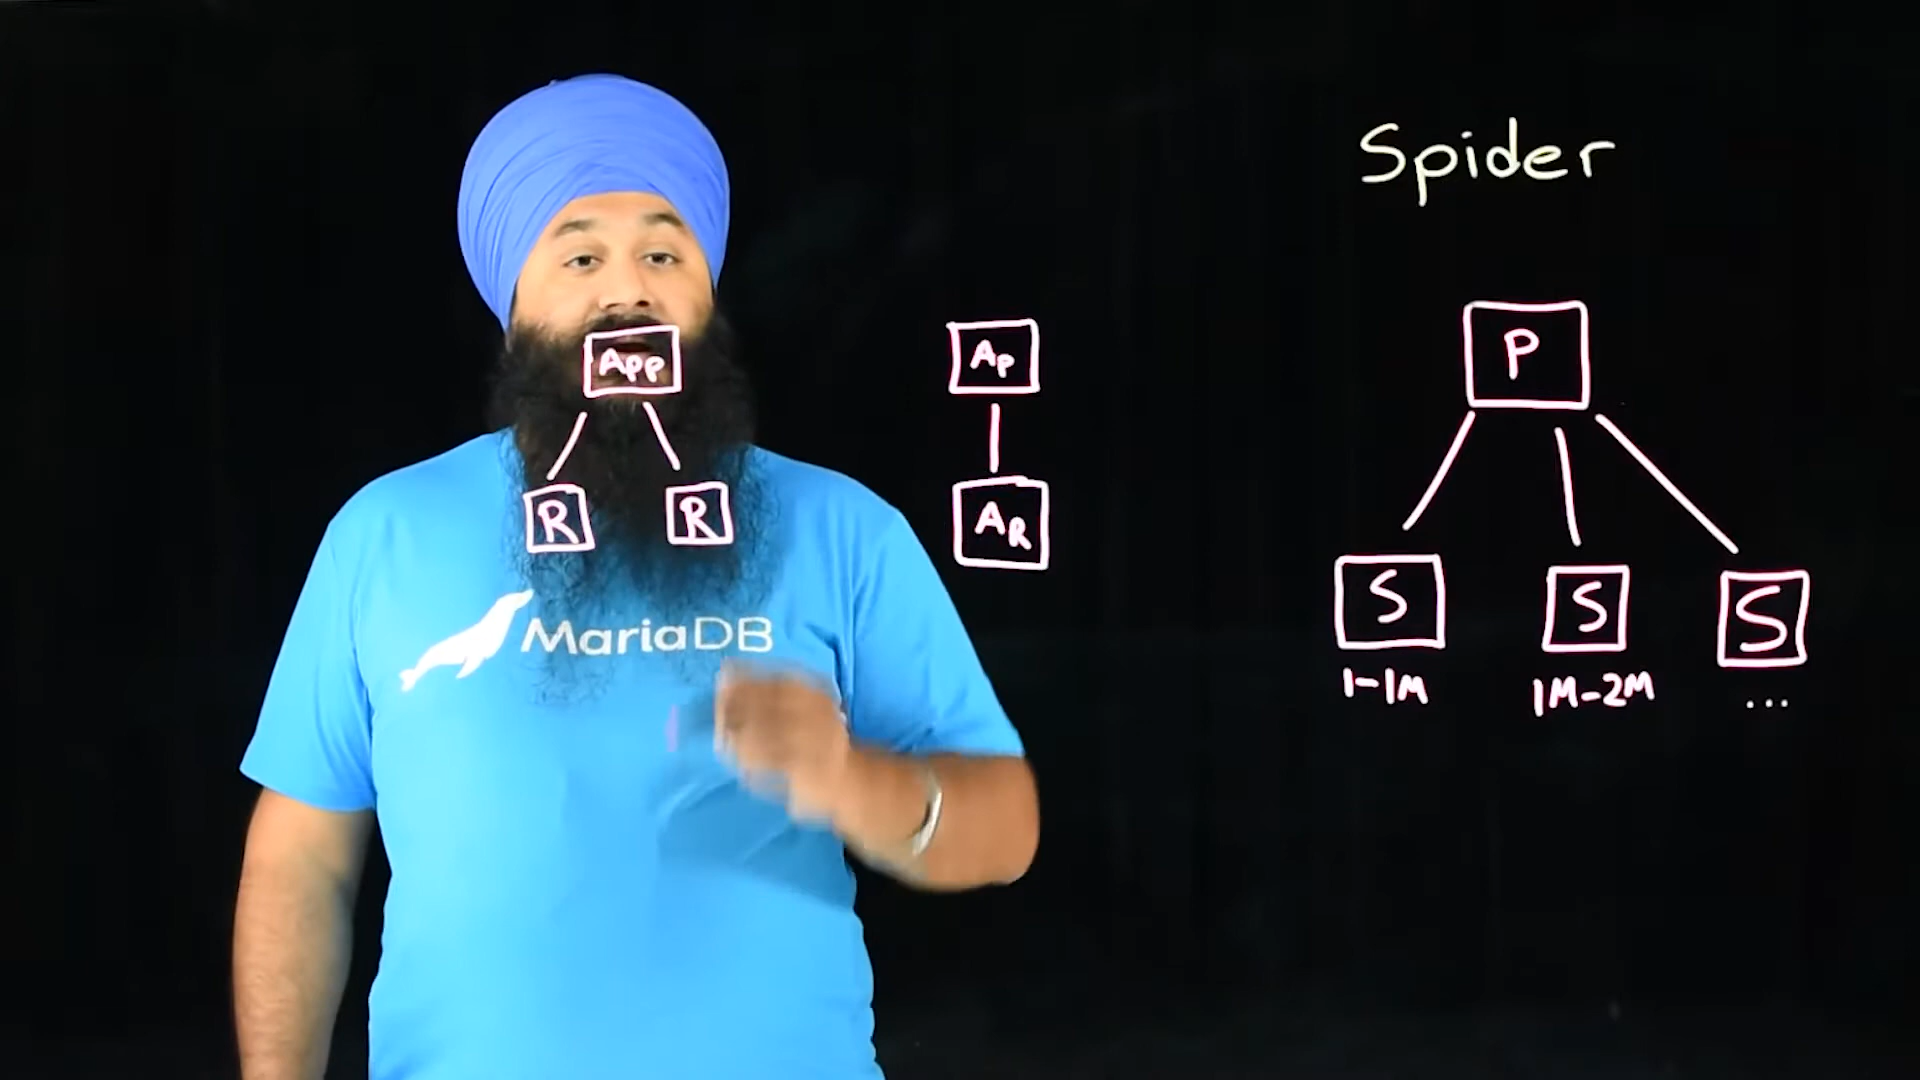 Spider
App
R R
Ap
AR
P
S S S
1-1M 1M-2M ...
MariaDB